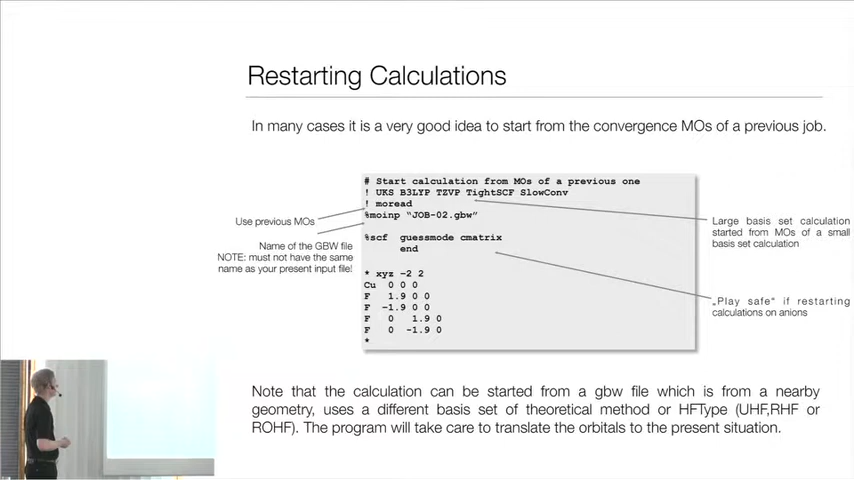 Restarting Calculations
In many cases it is a very good idea to start from the convergence MOs of a previous job.
# Start calculation from MOs of a previous one
! UKS B3LYP TZVP TightSCF SlowConv
! moread
%moinp "JOB-02.gbw"
%scf guessmode cmatrix
end
* xyz -2 2
Cu 0 0 0
F 1.9 0 0
F -1.9 0 0
F 0 1.9 0
F 0 -1.9 0
*
Use previous MOs
Name of the GBW file
NOTE: must not have the same
name as your present input file!
Large basis set calculation
started from MOs of a small
basis set calculation
„Play safe“ if restarting
calculations on anions
Note that the calculation can be started from a gbw file which is from a nearby
geometry, uses a different basis set of theoretical method or HFType (UHF,RHF or
ROHF). The program will take care to translate the orbitals to the present situation.